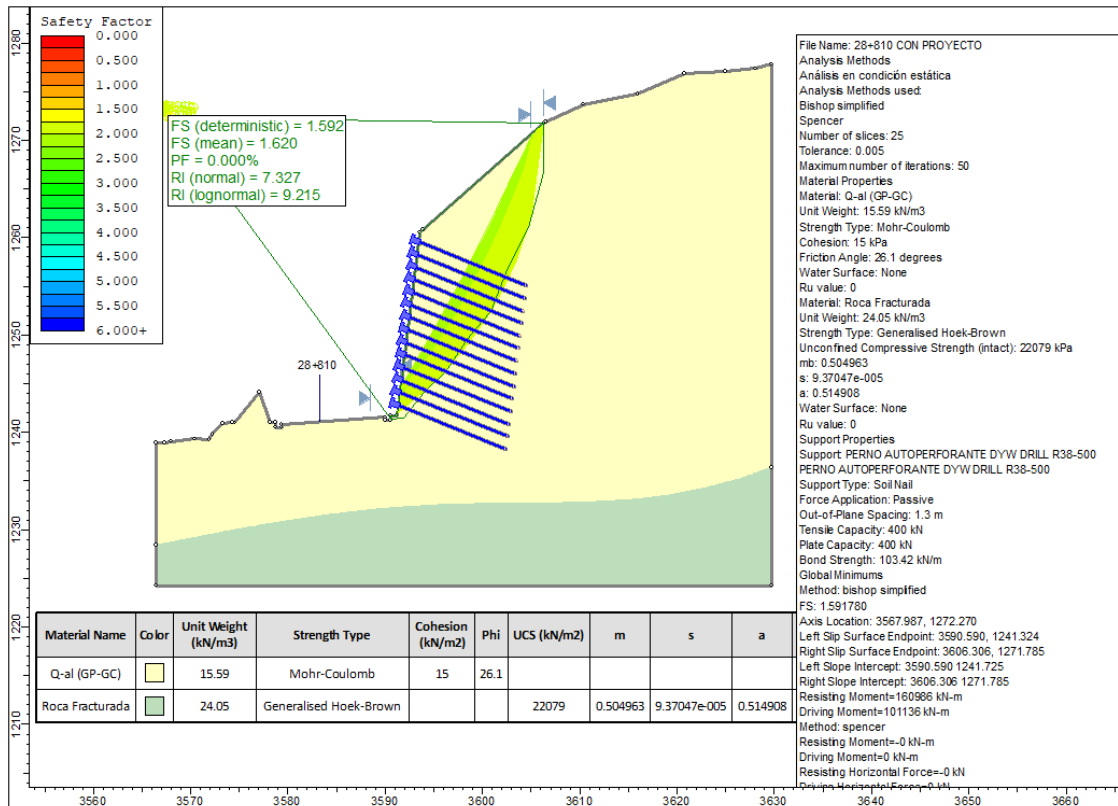 Safety Factor
0.000
0.500
1.000
1.500
2.000
2.500
3.000
3.500
4.000
4.500
5.000
5.500
6.000+
FS (deterministic) = 1.592
FS (mean) = 1.620
PF = 0.000%
RI (normal) = 7.327
RI (lognormal) = 9.215
28+810
1280
1270
1260
1250
1240
1230
1220
1210
File Name: 28+810 CON PROYECTO
Analysis Methods
Análisis en condición estática
Analysis Methods used:
Bishop simplified
Spencer
Number of slices: 25
Tolerance: 0.005
Maximum number of iterations: 50
Material Properties
Material: Q-al (GP-GC)
Unit Weight: 15.59 kN/m3
Strength Type: Mohr-Coulomb
Cohesion: 15 kPa
Friction Angle: 26.1 degrees
Water Surface: None
Ru value: 0
Material: Roca Fracturada
Unit Weight: 24.05 kN/m3
Strength Type: Generalised Hoek-Brown
Unconfined Compressive Strength (intact): 22079 kPa
mb: 0.504963
s: 9.37047e-005
a: 0.514908
Water Surface: None
Ru value: 0
Support Properties
Support: PERNO AUTOPERFORANTE DYW DRILL R38-500
PERNO AUTOPERFORANTE DYW DRILL R38-500
Support Type: Soil Nail
Force Application: Passive
Out-of-Plane Spacing: 1.3 m
Tensile Capacity: 400 kN
Plate Capacity: 400 kN
Bond Strength: 103.42 kN/m
Global Minimums
Method: bishop simplified
FS: 1.591780
Axis Location: 3567.987, 1272.270
Left Slip Surface Endpoint: 3590.590, 1241.324
Right Slip Surface Endpoint: 3606.306, 1271.785
Left Slope Intercept: 3590.590 1241.725
Right Slope Intercept: 3606.306 1271.785
Resisting Moment=160986 kN-m
Driving Moment=101136 kN-m
Method: spencer
Resisting Moment=-0 kN-m
Driving Moment=0 kN-m
Resisting Horizontal Force=-0 kN
Driving Horizontal Force=0 kN
Material Name Color Unit Weight (kN/m3) Strength Type Cohesion (kN/m2) Phi UCS (kN/m2) m s a
Q-al (GP-GC) 15.59 Mohr-Coulomb 15 26.1
Roca Fracturada 24.05 Generalised Hoek-Brown 22079 0.504963 9.37047e-005 0.514908
3560 3570 3580 3590 3600 3610 3620 3630 3640 3650 3660